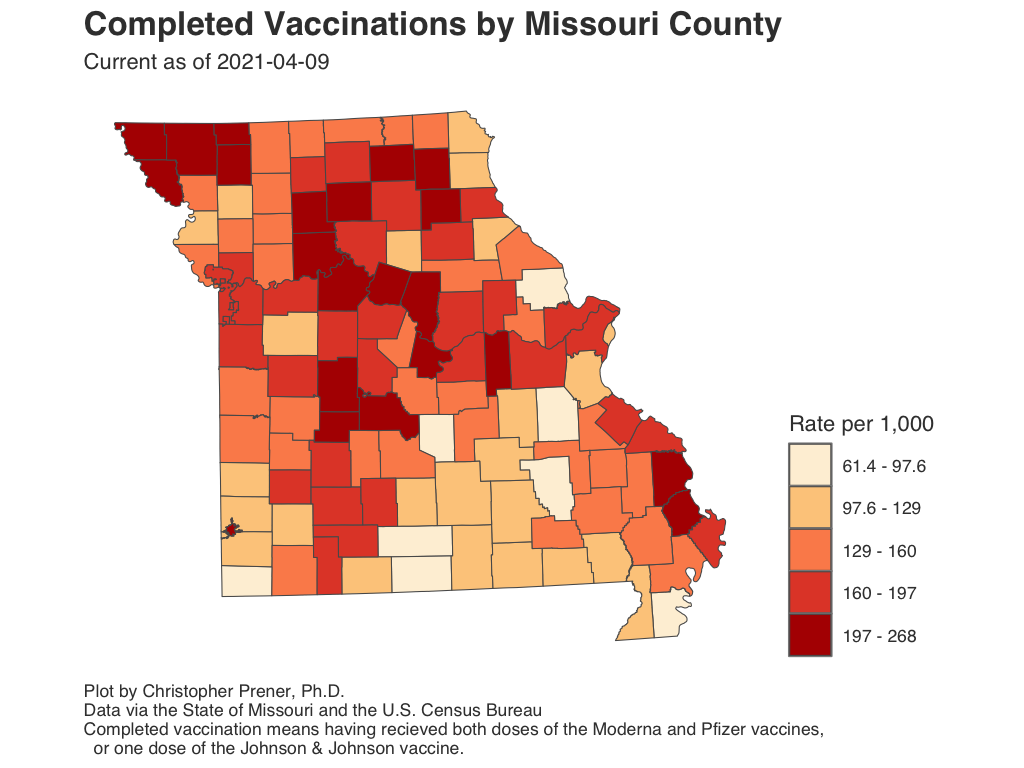 Completed Vaccinations by Missouri County
Current as of 2021-04-09
Rate per 1,000
61.4 - 97.6
97.6 - 129
129 - 160
160 - 197
197 - 268
Plot by Christopher Prener, Ph.D.
Data via the State of Missouri and the U.S. Census Bureau
Completed vaccination means having recieved both doses of the Moderna and Pfizer vaccines,
or one dose of the Johnson & Johnson vaccine.